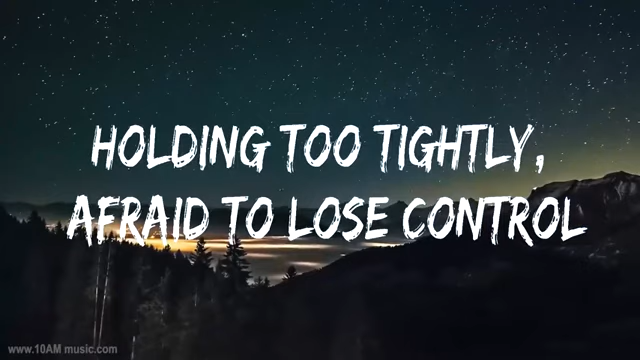 HOLDING TOO TIGHTLY,
AFRAID TO LOSE CONTROL
www.10AM music.com